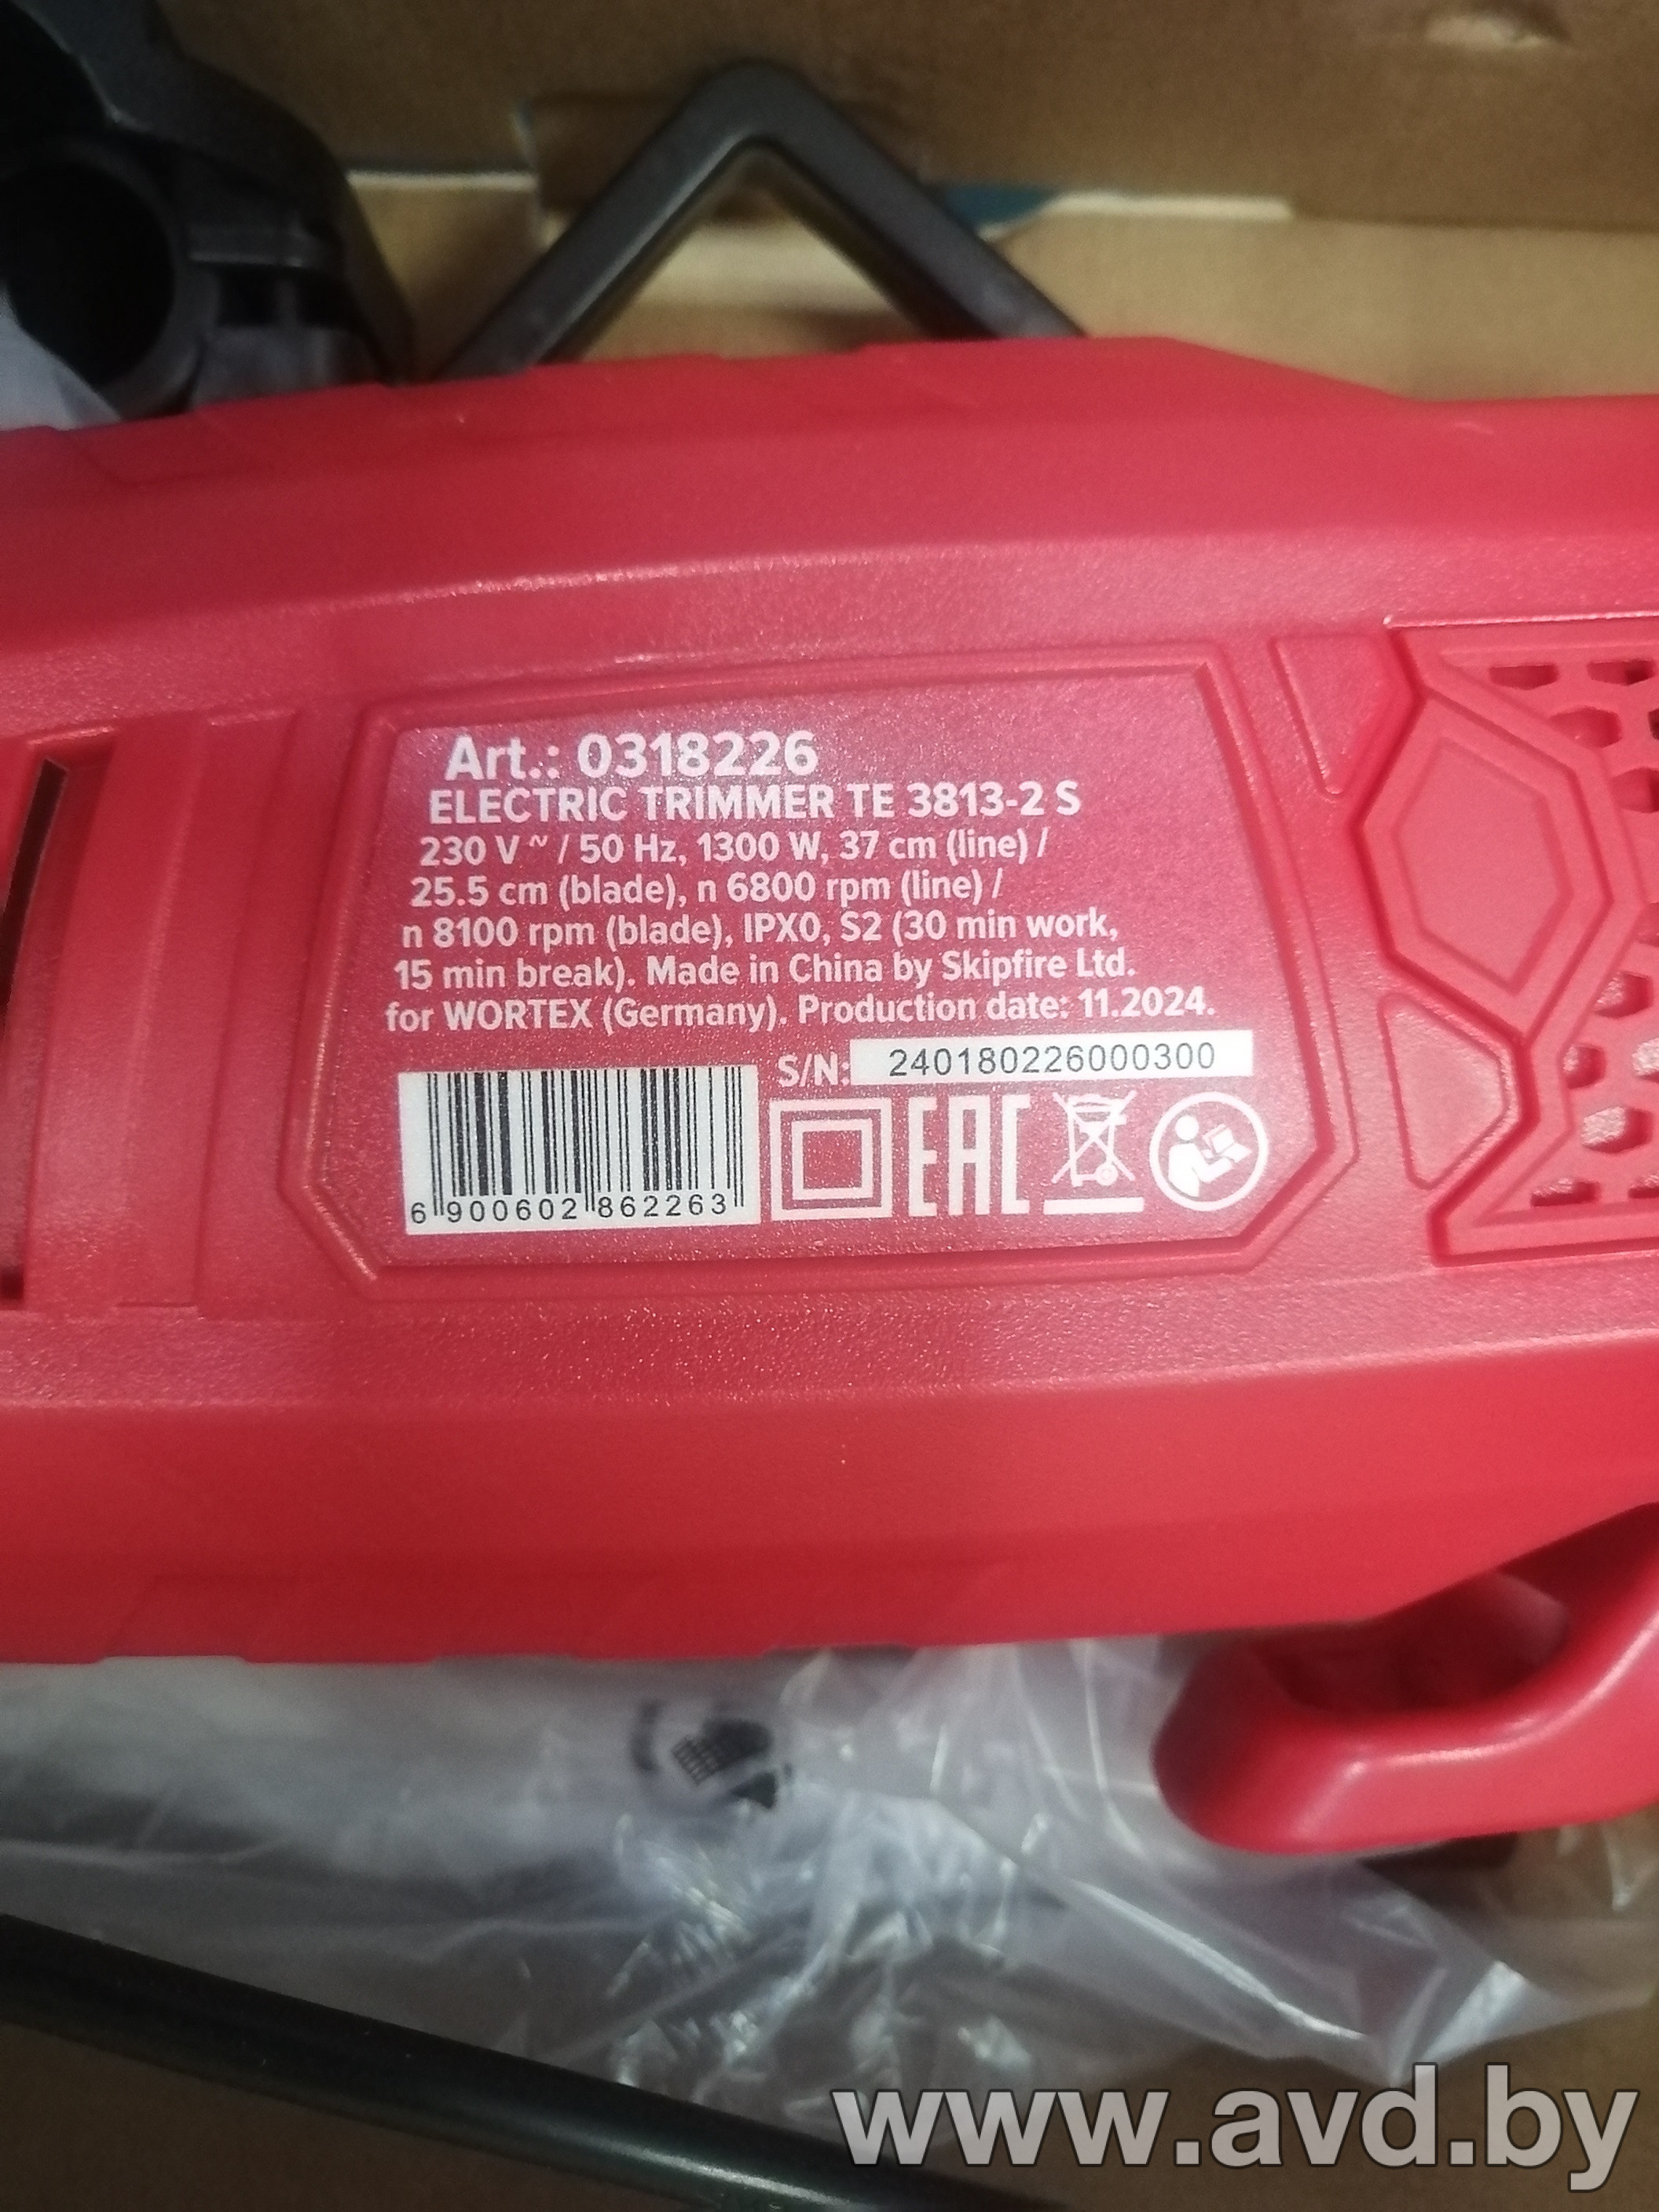 Art.: 0318226
ELECTRIC TRIMMER TE 3813-2 S
230 V ~ / 50 Hz, 1300 W, 37 cm (line) /
25.5 cm (blade), n 6800 rpm (line) /
n 8100 rpm (blade), IPX0, S2 (30 min work,
15 min break). Made in China by Skipfire Ltd.
for WORTEX (Germany). Production date: 11.2024.
S/N: 240180226000300
6 900602 862263
EAC
www.avd.by